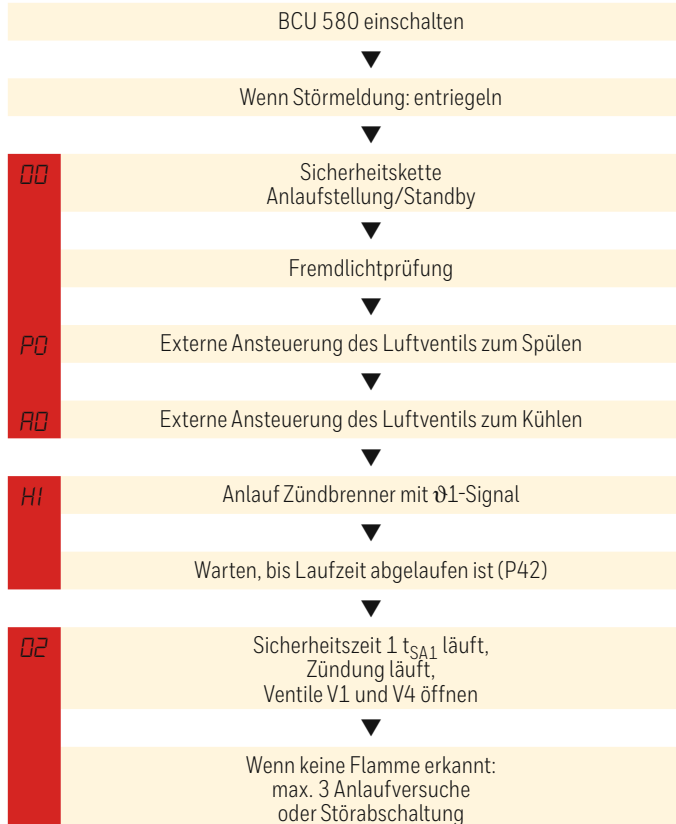 BCU 580 einschalten
▼
Wenn Störmeldung: entriegeln
▼
00
Sicherheitskette
Anlaufstellung/Standby
▼
Fremdlichtprüfung
▼
P0
Externe Ansteuerung des Luftventils zum Spülen
▼
A0
Externe Ansteuerung des Luftventils zum Kühlen
▼
H1
Anlauf Zündbrenner mit ϑ1-Signal
▼
Warten, bis Laufzeit abgelaufen ist (P42)
▼
02
Sicherheitszeit 1 tSA1 läuft,
Zündung läuft,
Ventile V1 und V4 öffnen
▼
Wenn keine Flamme erkannt:
max. 3 Anlaufversuche
oder Störabschaltung